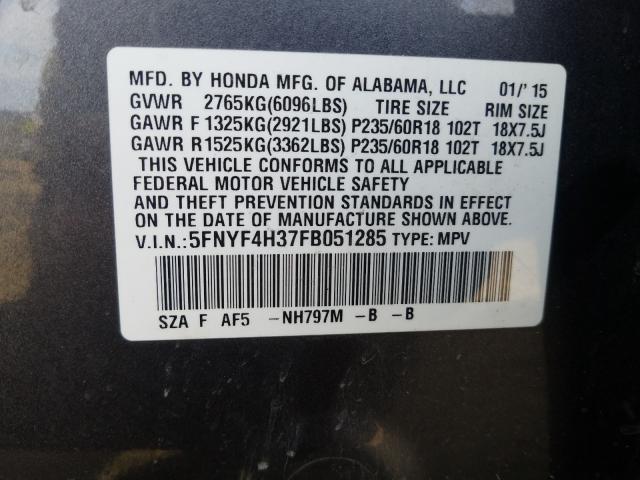 MFD. BY HONDA MFG. OF ALABAMA, LLC 01/'15
GVWR 2765KG(6096LBS) TIRE SIZE RIM SIZE
GAWR F 1325KG(2921LBS) P235/60R18 102T 18X7.5J
GAWR R 1525KG(3362LBS) P235/60R18 102T 18X7.5J
THIS VEHICLE CONFORMS TO ALL APPLICABLE
FEDERAL MOTOR VEHICLE SAFETY
AND THEFT PREVENTION STANDARDS IN EFFECT
ON THE DATE OF MANUFACTURE SHOWN ABOVE.
V.I.N.:5FNYF4H37FB051285 TYPE: MPV
SZA F AF5 -NH797M -B -B